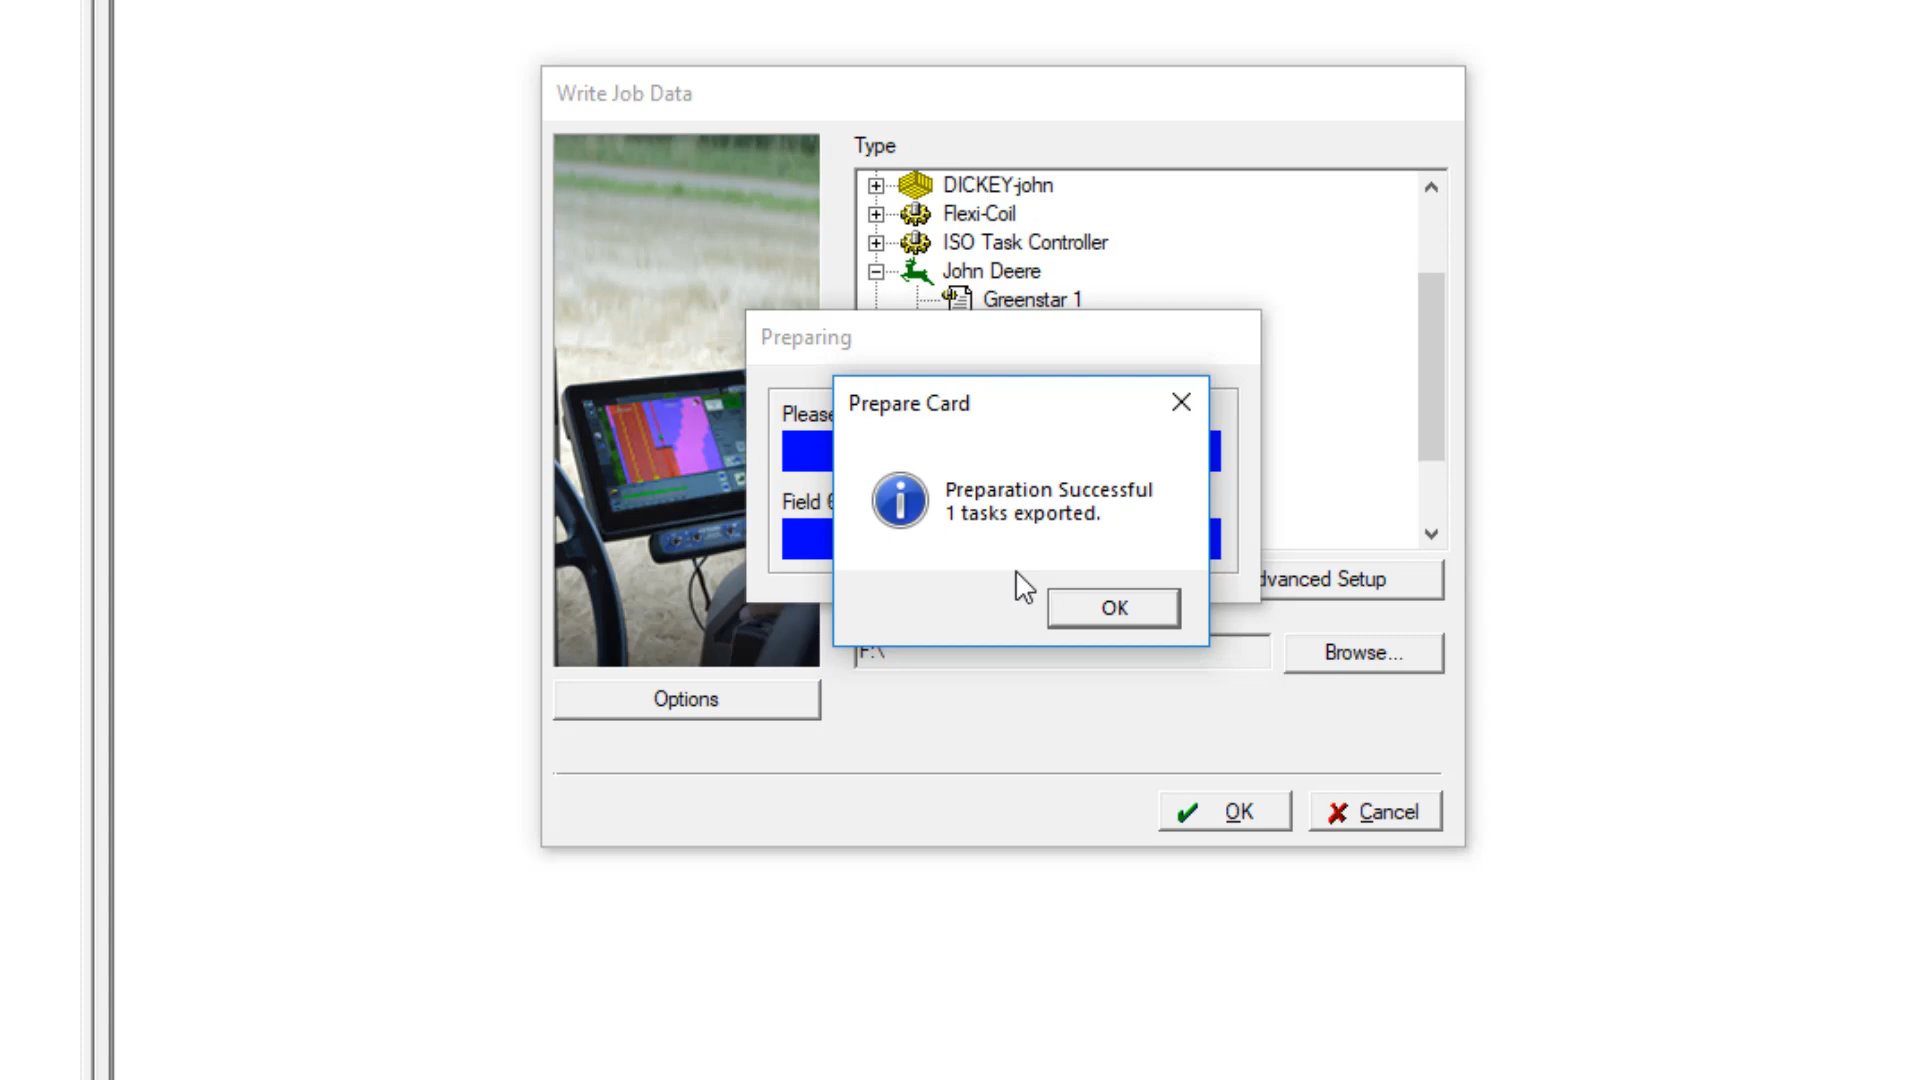 Write Job Data
Type
DICKEY-john
Flexi-Coil
ISO Task Controller
John Deere
Greenstar 1
Preparing
Please
Field
Prepare Card
Preparation Successful
1 tasks exported.
OK
dvanced Setup
F:\
Browse...
Options
OK
Cancel